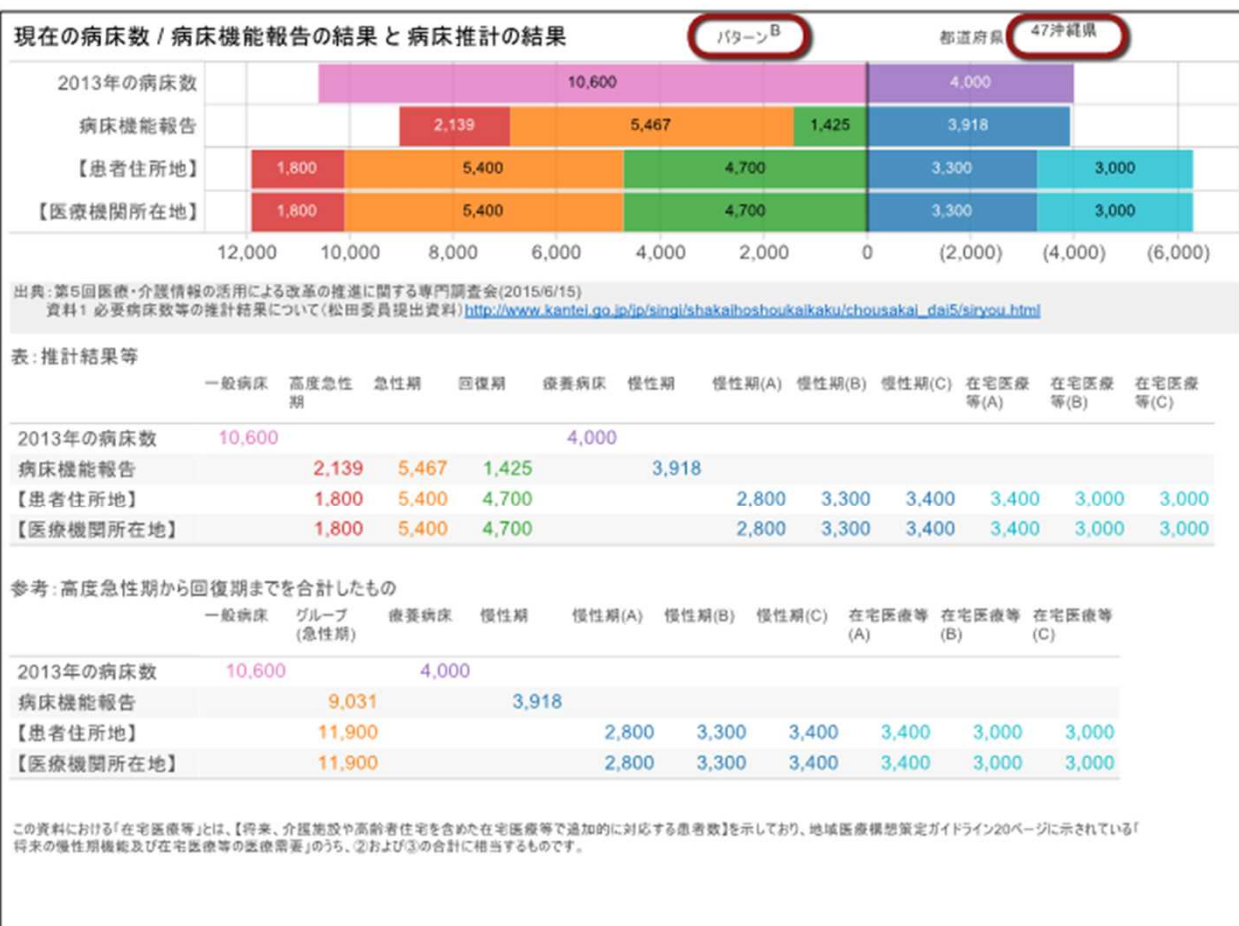 現在の病床数 / 病床機能報告の結果 と 病床推計の結果 パターン B 都道府県 47沖縄県
2013年の病床数 10,600 4,000
病床機能報告 2,139 5,467 1,425 3,918
【患者住所地】 1,800 5,400 4,700 3,300 3,000
【医療機関所在地】 1,800 5,400 4,700 3,300 3,000
12,000 10,000 8,000 6,000 4,000 2,000 0 (2,000) (4,000) (6,000)
出典:第5回医療・介護情報の活用による改革の推進に関する専門調査会(2015/6/15)
資料1 必要病床数等の推計結果について(松田委員提出資料)http://www.kantei.go.jp/jp/singi/shakaihoshoukaikaku/chousakai_dai5/siryou.html
表:推計結果等
一般病床 高度急性期 急性期 回復期 療養病床 慢性期 慢性期(A) 慢性期(B) 慢性期(C) 在宅医療等(A) 在宅医療等(B) 在宅医療等(C)
2013年の病床数 10,600 4,000
病床機能報告 2,139 5,467 1,425 3,918
【患者住所地】 1,800 5,400 4,700 2,800 3,300 3,400 3,400 3,000 3,000
【医療機関所在地】 1,800 5,400 4,700 2,800 3,300 3,400 3,400 3,000 3,000
参考:高度急性期から回復期までを合計したもの
一般病床 グループ(急性期) 療養病床 慢性期 慢性期(A) 慢性期(B) 慢性期(C) 在宅医療等(A) 在宅医療等(B) 在宅医療等(C)
2013年の病床数 10,600 4,000
病床機能報告 9,031 3,918
【患者住所地】 11,900 2,800 3,300 3,400 3,400 3,000 3,000
【医療機関所在地】 11,900 2,800 3,300 3,400 3,400 3,000 3,000
この資料における「在宅医療等」とは、【将来、介護施設や高齢者住宅を含めた在宅医療等で追加的に対応する患者数】を示しており、地域医療構想策定ガイドライン20ページに示されている「
将来の慢性期機能及び在宅医療等の医療需要」のうち、②および③の合計に相当するものです。